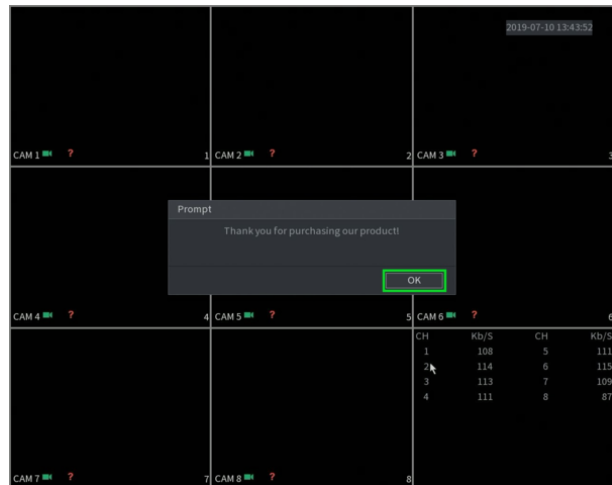 2019-07-10 13:43:52
CAM 1 ? 1
CAM 2 ? 2
CAM 3 ? 3
Prompt
Thank you for purchasing our product!
OK
CAM 4 ? 4
CAM 5 ? 5
CAM 6 ? 6
CH Kb/S CH Kb/S
1 108 5 111
2 114 6 115
3 113 7 109
4 111 8 87
CAM 7 ? 7
CAM 8 ? 8